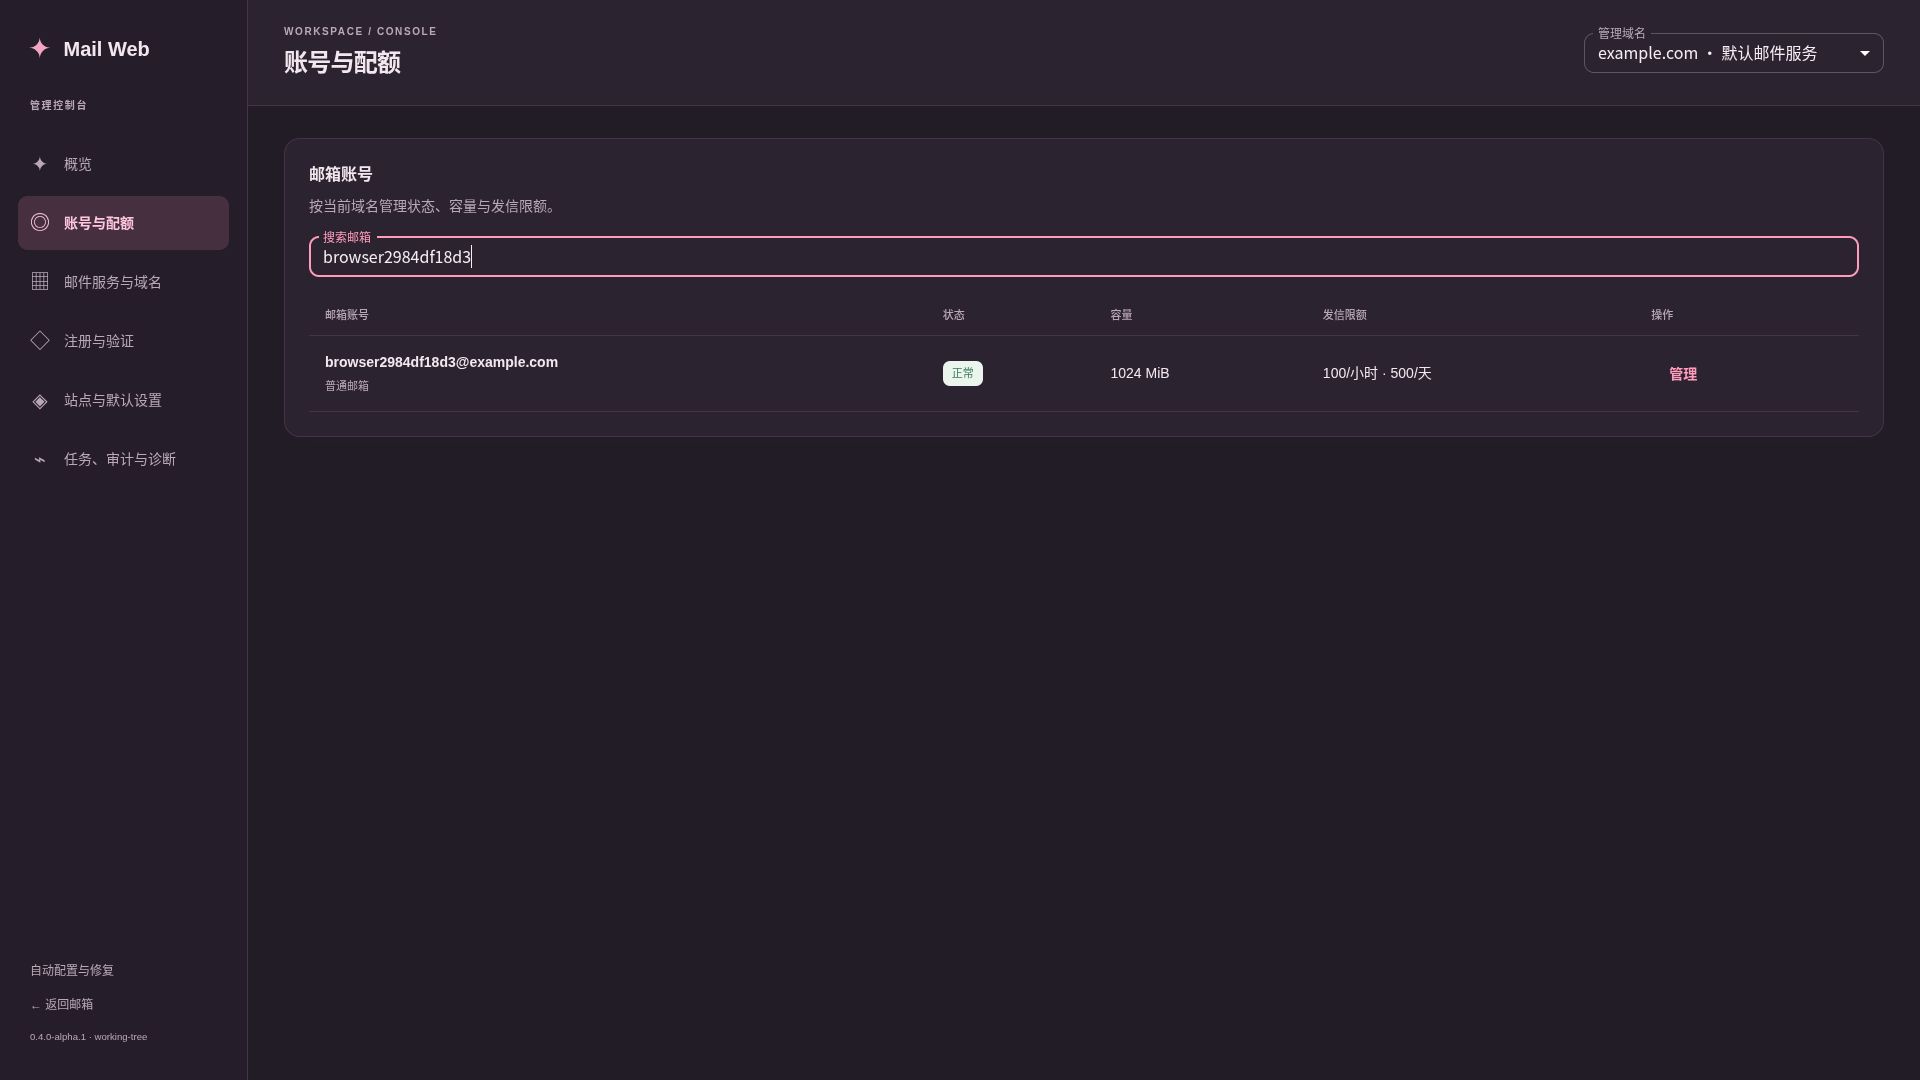 Mail Web
管理控制台
概览
账号与配额
邮件服务与域名
注册与验证
站点与默认设置
任务、审计与诊断
自动配置与修复
← 返回邮箱
0.4.0-alpha.1 · working-tree
WORKSPACE / CONSOLE
账号与配额
管理域名
example.com · 默认邮件服务
邮箱账号
按当前域名管理状态、容量与发信限额。
搜索邮箱
browser2984df18d3
邮箱账号 状态 容量 发信限额 操作
browser2984df18d3@example.com
普通邮箱
正常 1024 MiB 100/小时 · 500/天 管理